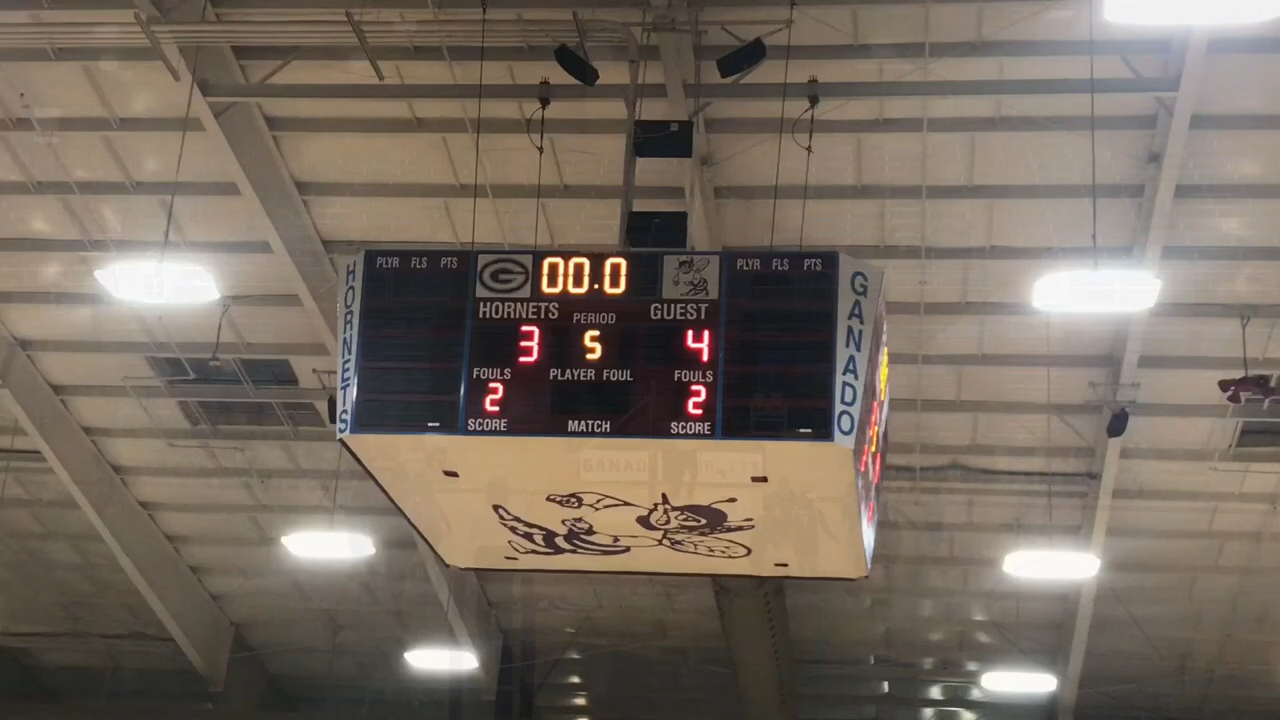 HORNETS
PLYR FLS PTS
G
00.0
PLYR FLS PTS
GANADO
HORNETS PERIOD GUEST
3 5 4
FOULS PLAYER FOUL FOULS
2 2
SCORE MATCH SCORE